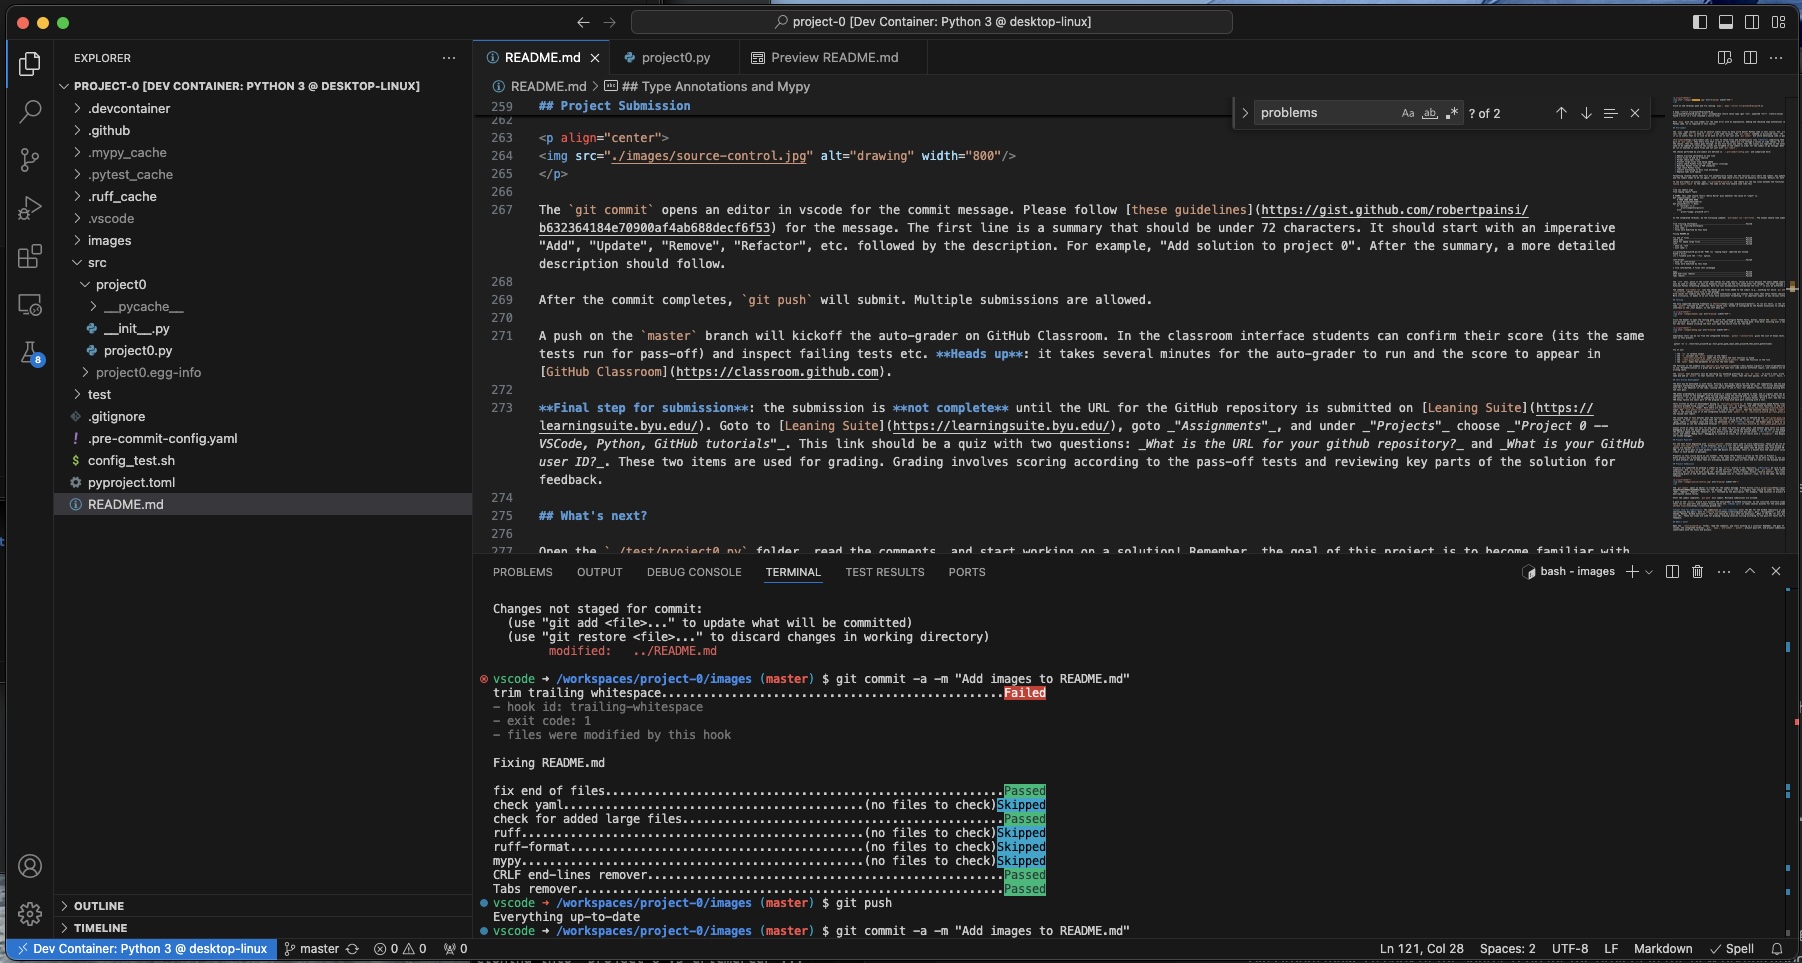 project-0 [Dev Container: Python 3 @ desktop-linux]
EXPLORER
PROJECT-0 [DEV CONTAINER: PYTHON 3 @ DESKTOP-LINUX]
.devcontainer
.github
.mypy_cache
.pytest_cache
.ruff_cache
.vscode
images
src
project0
__pycache__
__init__.py
project0.py
project0.egg-info
test
.gitignore
.pre-commit-config.yaml
config_test.sh
pyproject.toml
README.md
OUTLINE
TIMELINE
8
README.md
project0.py
Preview README.md
README.md > ## Type Annotations and Mypy
problems
Aa
ab
? of 2
259 ## Project Submission
262
263 <p align="center">
264 <img src="./images/source-control.jpg" alt="drawing" width="800"/>
265 </p>
266
267 The `git commit` opens an editor in vscode for the commit message. Please follow [these guidelines](https://gist.github.com/robertpainsi/
b632364184e70900af4ab688decf6f53) for the message. The first line is a summary that should be under 72 characters. It should start with an imperative
"Add", "Update", "Remove", "Refactor", etc. followed by the description. For example, "Add solution to project 0". After the summary, a more detailed
description should follow.
268
269 After the commit completes, `git push` will submit. Multiple submissions are allowed.
270
271 A push on the `master` branch will kickoff the auto-grader on GitHub Classroom. In the classroom interface students can confirm their score (its the same
tests run for pass-off) and inspect failing tests etc. **Heads up**: it takes several minutes for the auto-grader to run and the score to appear in
[GitHub Classroom](https://classroom.github.com).
272
273 **Final step for submission**: the submission is **not complete** until the URL for the GitHub repository is submitted on [Leaning Suite](https://
learningsuite.byu.edu/). Goto to [Leaning Suite](https://learningsuite.byu.edu/), goto _"Assignments"_, and under _"Projects"_ choose _"Project 0 --
VSCode, Python, GitHub tutorials"_. This link should be a quiz with two questions: _What is the URL for your github repository?_ and _What is your GitHub
user ID?_. These two items are used for grading. Grading involves scoring according to the pass-off tests and reviewing key parts of the solution for
feedback.
274
275 ## What's next?
276
277 Open the `./test/project0.py` folder, read the comments, and start working on a solution! Remember, the goal of this project is to become familiar with
PROBLEMS OUTPUT DEBUG CONSOLE TERMINAL TEST RESULTS PORTS
bash - images
Changes not staged for commit:
(use "git add <file>..." to update what will be committed)
(use "git restore <file>..." to discard changes in working directory)
modified: ../README.md
vscode → /workspaces/project-0/images (master) $ git commit -a -m "Add images to README.md"
trim trailing whitespace.................................................Failed
- hook id: trailing-whitespace
- exit code: 1
- files were modified by this hook
Fixing README.md
fix end of files.........................................................Passed
check yaml...........................................(no files to check)Skipped
check for added large files..............................................Passed
ruff.................................................(no files to check)Skipped
ruff-format..........................................(no files to check)Skipped
mypy.................................................(no files to check)Skipped
CRLF end-lines remover...................................................Passed
Tabs remover.............................................................Passed
vscode → /workspaces/project-0/images (master) $ git push
Everything up-to-date
vscode → /workspaces/project-0/images (master) $ git commit -a -m "Add images to README.md"
Dev Container: Python 3 @ desktop-linux
master
0
0
0
Ln 121, Col 28
Spaces: 2
UTF-8
LF
Markdown
Spell